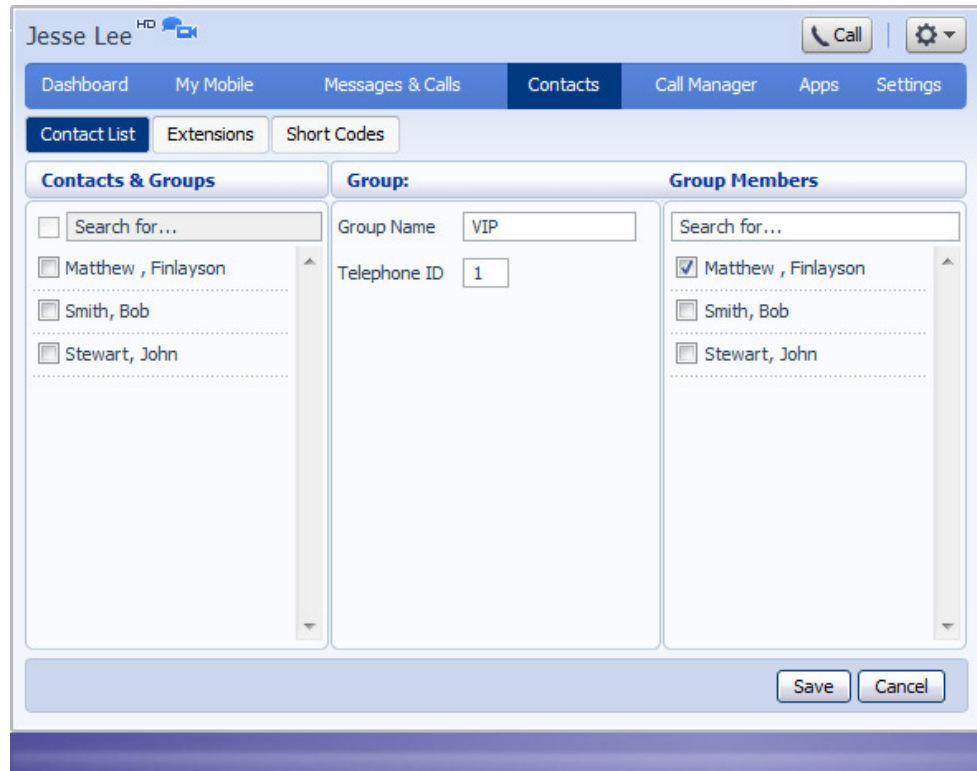 Jesse Lee HD Call
Dashboard My Mobile Messages & Calls Contacts Call Manager Apps Settings
Contact List Extensions Short Codes
Contacts & Groups Group: Group Members
Search for... Group Name VIP Search for...
Matthew , Finlayson Telephone ID 1 Matthew , Finlayson
Smith, Bob Smith, Bob
Stewart, John Stewart, John
Save Cancel